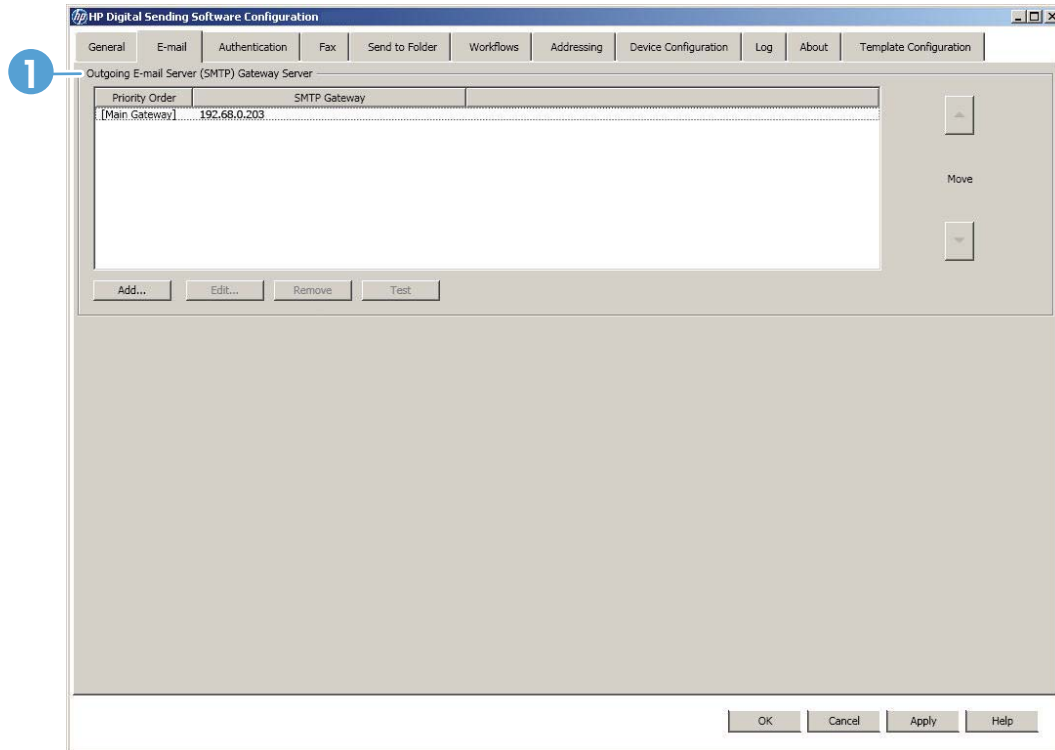 hp HP Digital Sending Software Configuration
General E-mail Authentication Fax Send to Folder Workflows Addressing Device Configuration Log About Template Configuration
1
Outgoing E-mail Server (SMTP) Gateway Server
Priority Order SMTP Gateway
[Main Gateway] 192.68.0.203
Move
Add... Edit... Remove Test
OK Cancel Apply Help